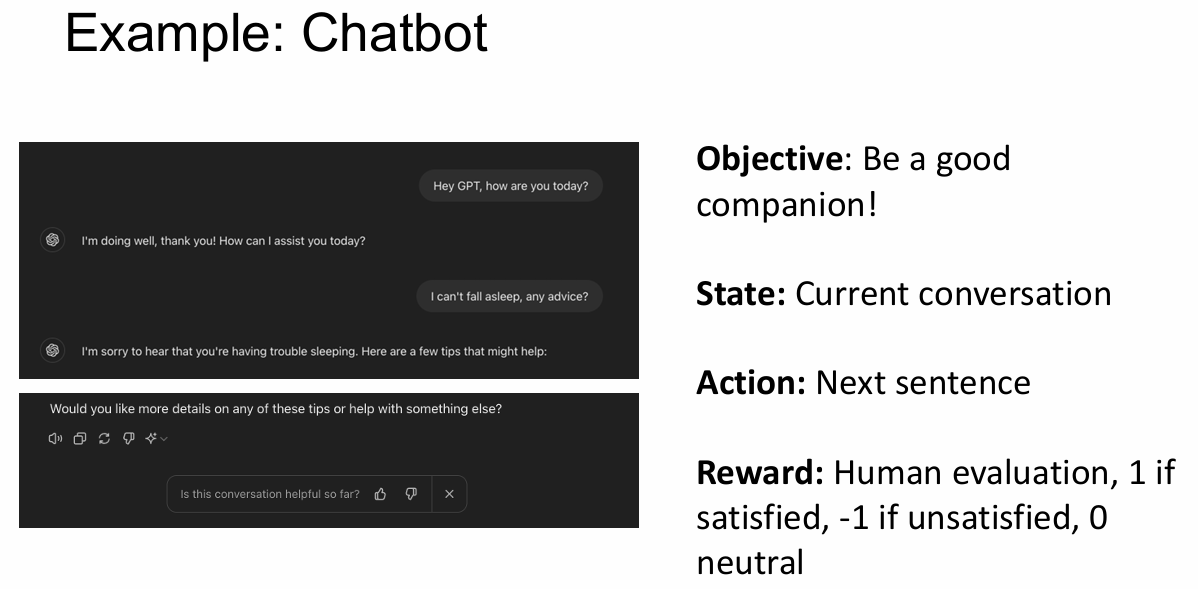 Example: Chatbot
Hey GPT, how are you today?
I'm doing well, thank you! How can I assist you today?
I can't fall asleep, any advice?
I'm sorry to hear that you're having trouble sleeping. Here are a few tips that might help:
Would you like more details on any of these tips or help with something else?
Is this conversation helpful so far?
Objective: Be a good
companion!
State: Current conversation
Action: Next sentence
Reward: Human evaluation, 1 if
satisfied, -1 if unsatisfied, 0
neutral